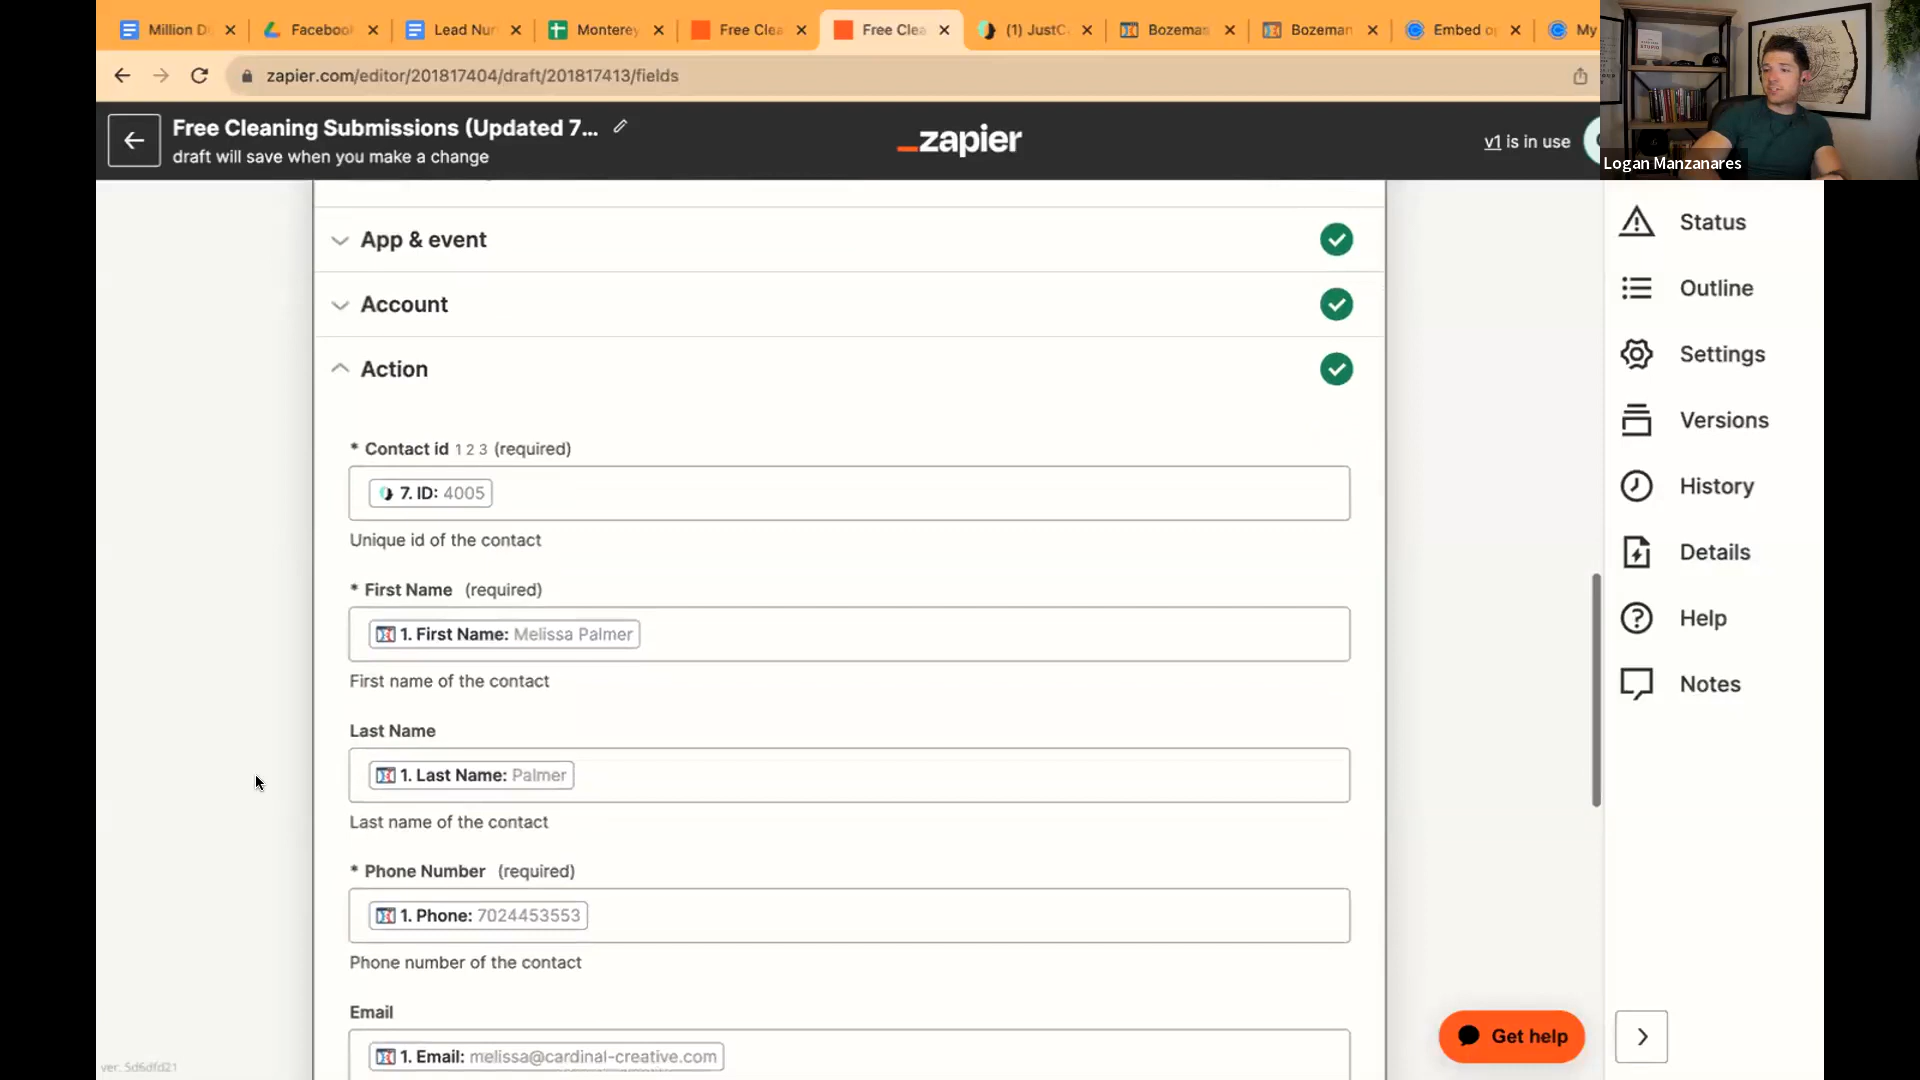 Million D
Facebook
Lead Nur
Monterey
Free Clea
Free Clea
(1) JustC
Bozeman
Bozeman
Embed o
My
zapier.com/editor/201817404/draft/201817413/fields
Free Cleaning Submissions (Updated 7...
draft will save when you make a change
zapier
v1 is in use
Logan Manzanares
App & event
Account
Action
* Contact id 1 2 3 (required)
7. ID: 4005
Unique id of the contact
* First Name (required)
1. First Name: Melissa Palmer
First name of the contact
Last Name
1. Last Name: Palmer
Last name of the contact
* Phone Number (required)
1. Phone: 7024453553
Phone number of the contact
Email
1. Email: melissa@cardinal-creative.com
Status
Outline
Settings
Versions
History
Details
Help
Notes
Get help
ver. 5d6dfd21